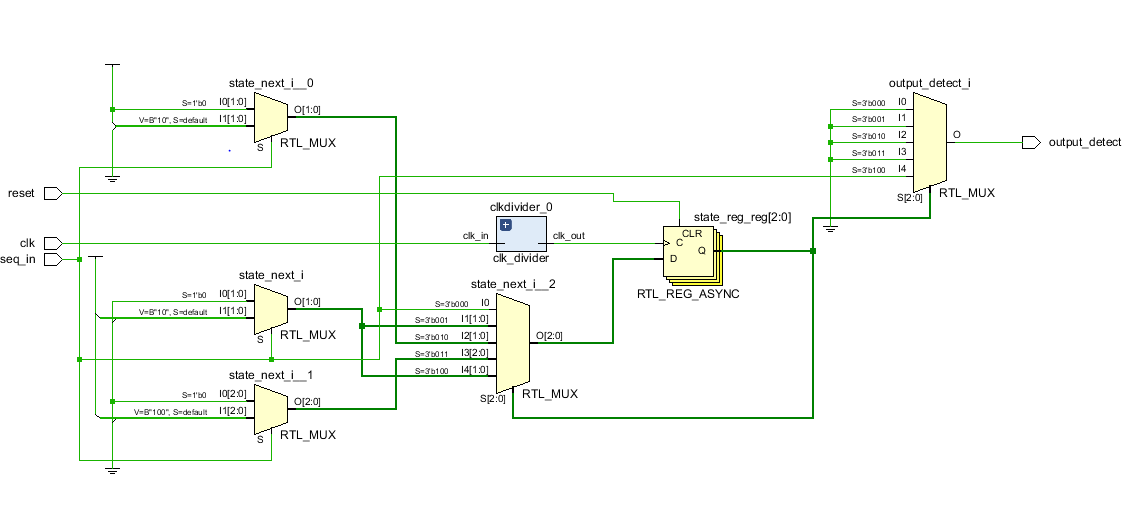 state_next_i__0
S=1'b0 I0[1:0]
V=B"10", S=default I1[1:0]
O[1:0]
S
RTL_MUX
output_detect_i
S=3'b000 I0
S=3'b001 I1
S=3'b010 I2
S=3'b011 I3
S=3'b100 I4
O
S[2:0]
RTL_MUX
output_detect
reset
clk
seq_in
clkdivider_0
clk_in
clk_out
clk_divider
state_reg_reg[2:0]
CLR
C
D
Q
RTL_REG_ASYNC
state_next_i
S=1'b0 I0[1:0]
V=B"10", S=default I1[1:0]
O[1:0]
S
RTL_MUX
state_next_i__2
S=3'b000 I0
S=3'b001 I1[1:0]
S=3'b010 I2[1:0]
S=3'b011 I3[2:0]
S=3'b100 I4[1:0]
O[2:0]
S[2:0]
RTL_MUX
state_next_i__1
S=1'b0 I0[2:0]
V=B"100", S=default I1[2:0]
O[2:0]
S
RTL_MUX